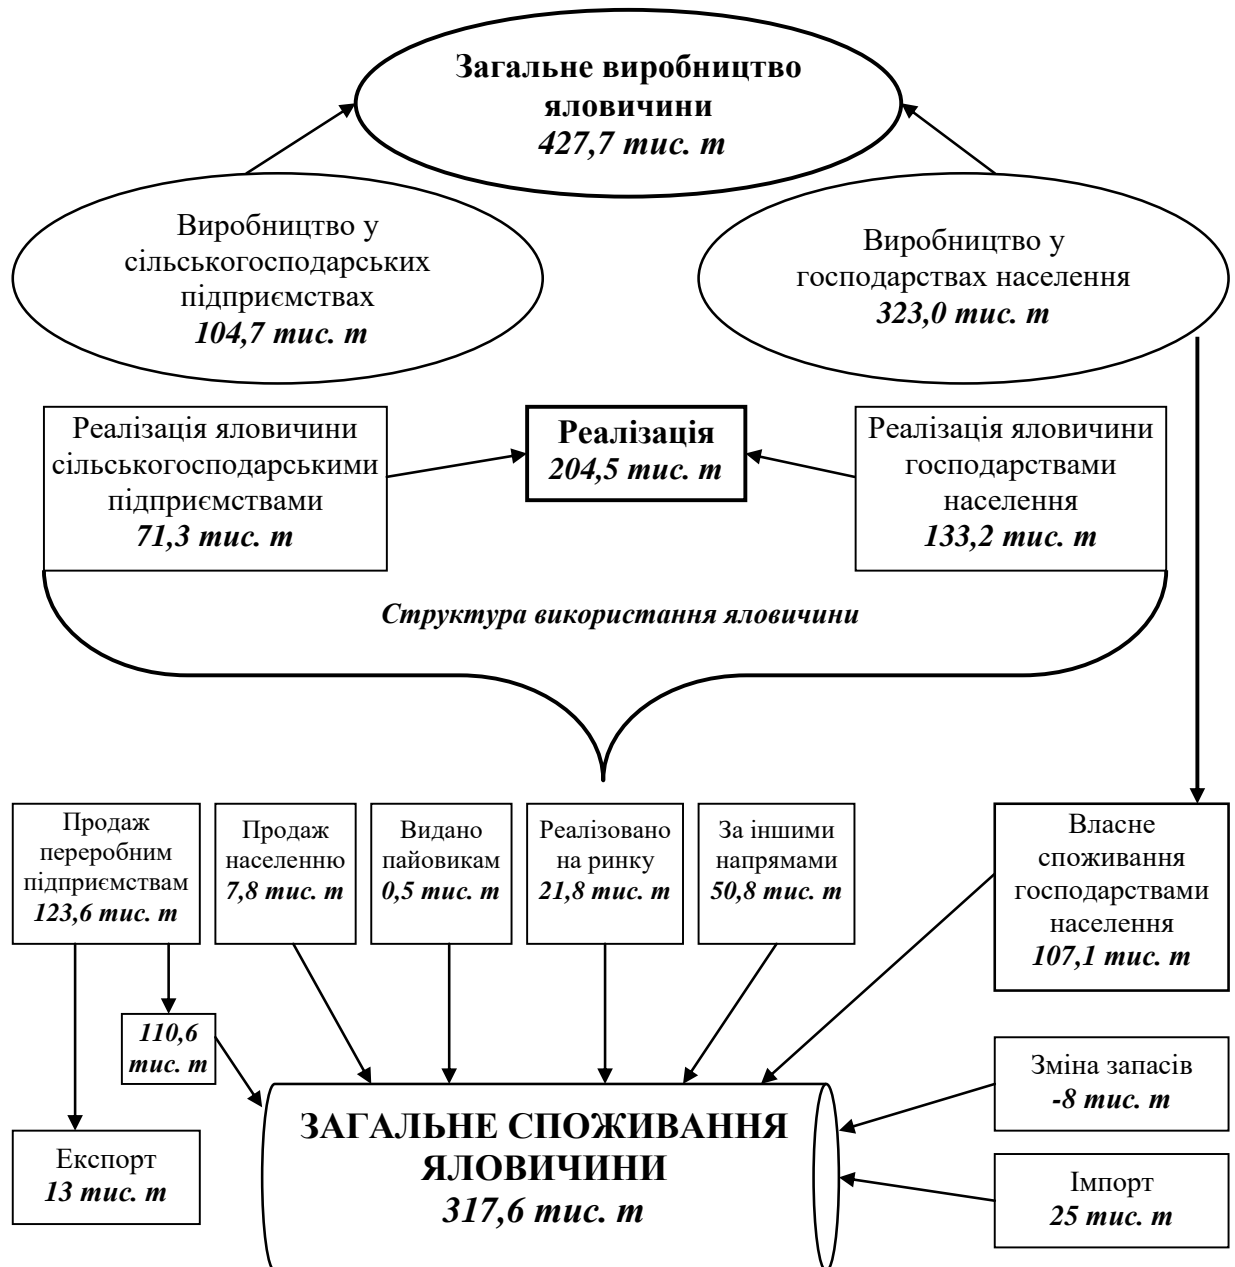 Загальне виробництво
яловичини
427,7 тис. т
Виробництво у
сільськогосподарських
підприємствах
104,7 тис. т
Виробництво у
господарствах населення
323,0 тис. т
Реалізація яловичини
сільськогосподарськими
підприємствами
71,3 тис. т
Реалізація
204,5 тис. т
Реалізація яловичини
господарствами
населення
133,2 тис. т
Структура використання яловичини
Продаж
переробним
підприємствам
123,6 тис. т
Продаж
населенню
7,8 тис. т
Видано
пайовикам
0,5 тис. т
Реалізовано
на ринку
21,8 тис. т
За іншими
напрямами
50,8 тис. т
Власне
споживання
господарствами
населення
107,1 тис. т
110,6
тис. т
Експорт
13 тис. т
ЗАГАЛЬНЕ СПОЖИВАННЯ
ЯЛОВИЧИНИ
317,6 тис. т
Зміна запасів
-8 тис. т
Імпорт
25 тис. т